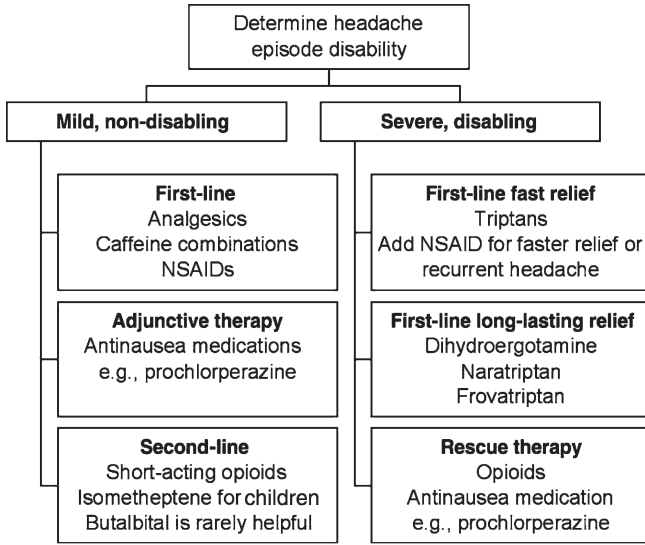 Determine headache
episode disability
Mild, non-disabling
Severe, disabling
First-line
Analgesics
Caffeine combinations
NSAIDs
Adjunctive therapy
Antinausea medications
e.g., prochlorperazine
Second-line
Short-acting opioids
Isometheptene for children
Butalbital is rarely helpful
First-line fast relief
Triptans
Add NSAID for faster relief or
recurrent headache
First-line long-lasting relief
Dihydroergotamine
Naratriptan
Frovatriptan
Rescue therapy
Opioids
Antinausea medication
e.g., prochlorperazine